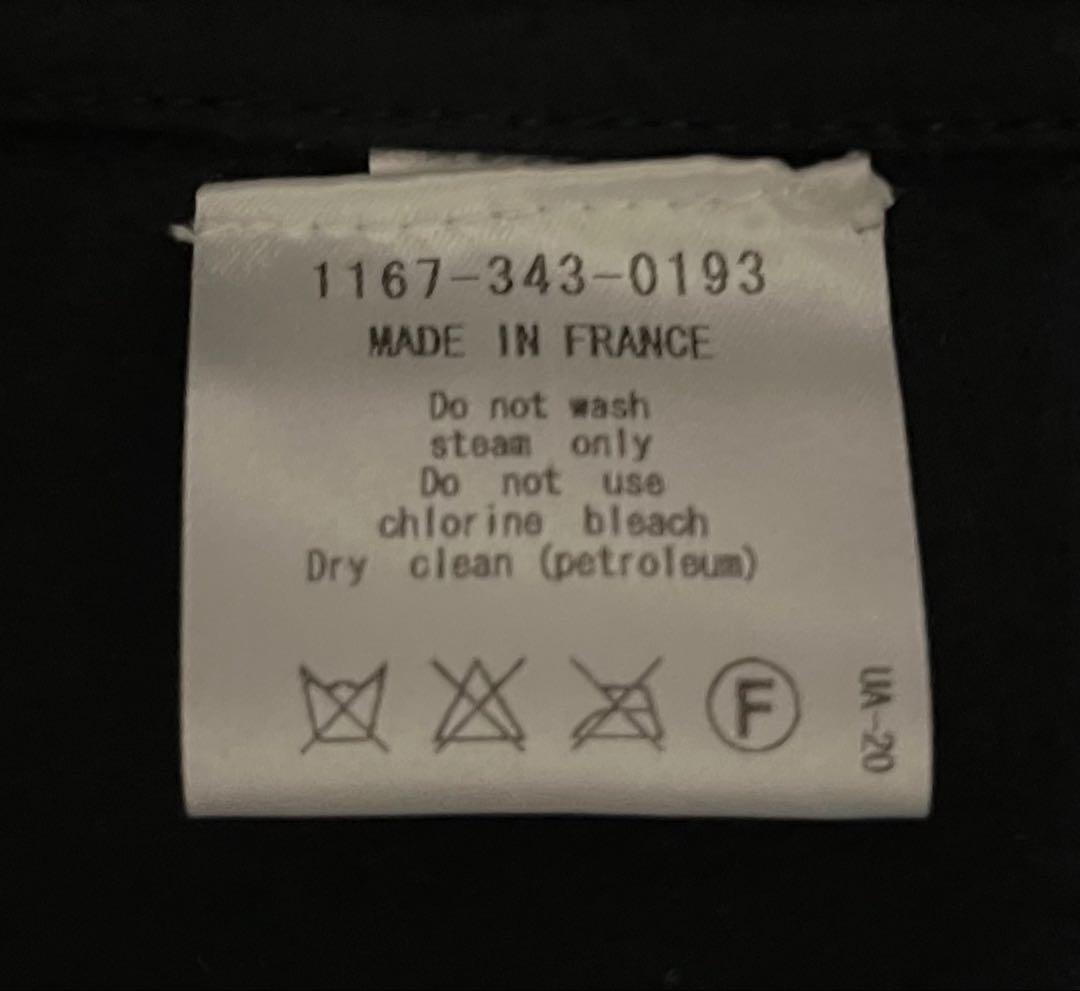 1167-343-0193
MADE IN FRANCE
Do not wash
steam only
Do not use
chlorine bleach
Dry clean (petroleum)
F
UA-20